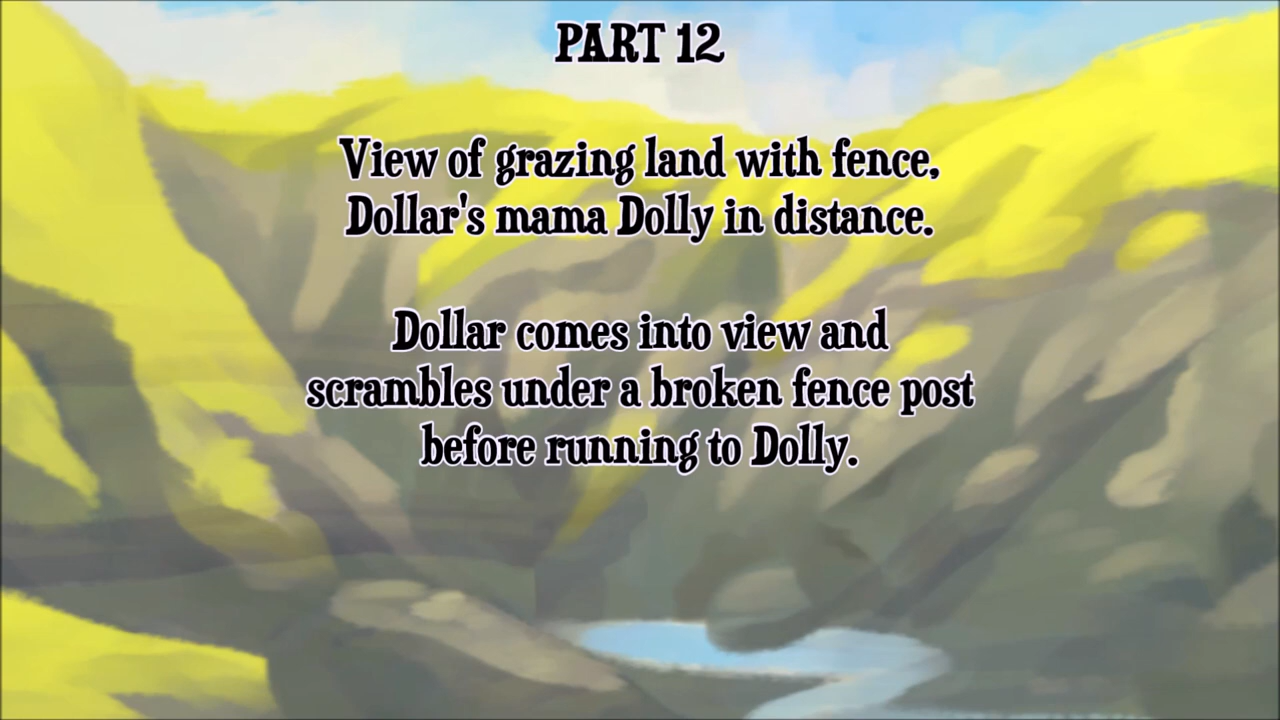 PART 12
View of grazing land with fence,
Dollar's mama Dolly in distance.
Dollar comes into view and
scrambles under a broken fence post
before running to Dolly.